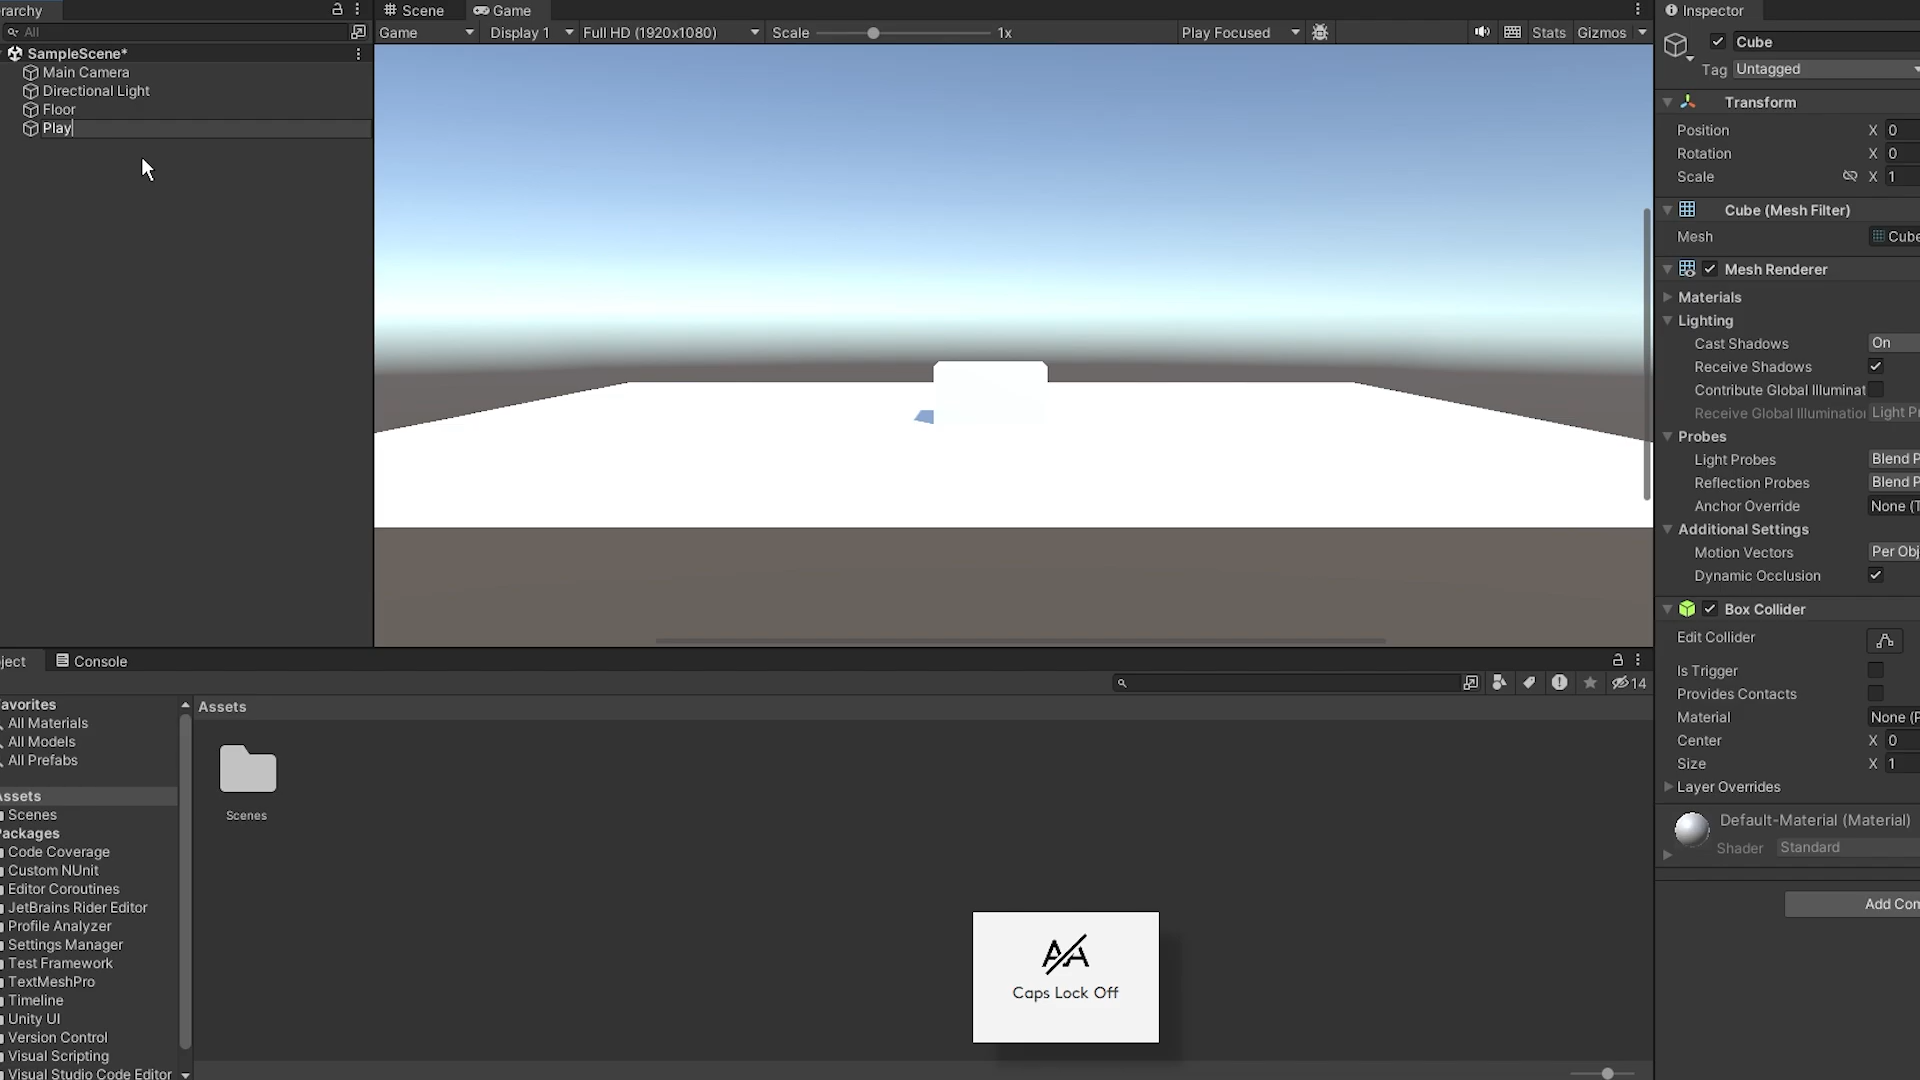 erarchy
All
SampleScene*
Main Camera
Directional Light
Floor
Play
Scene
Game
Game
Display 1
Full HD (1920x1080)
Scale
1x
Play Focused
Stats
Gizmos
Inspector
Cube
Tag
Untagged
Transform
Position X 0
Rotation X 0
Scale X 1
Cube (Mesh Filter)
Mesh Cube
Mesh Renderer
Materials
Lighting
Cast Shadows On
Receive Shadows
Contribute Global Illuminat
Receive Global Illuminatio Light Pr
Probes
Light Probes Blend P
Reflection Probes Blend P
Anchor Override None (T
Additional Settings
Motion Vectors Per Obj
Dynamic Occlusion
Box Collider
Edit Collider
Is Trigger
Provides Contacts
Material None (P
Center X 0
Size X 1
Layer Overrides
Default-Material (Material)
Shader Standard
Add Com
ject
Console
14
avorites
All Materials
All Models
All Prefabs
Assets
Scenes
Packages
Code Coverage
Custom NUnit
Editor Coroutines
JetBrains Rider Editor
Profile Analyzer
Settings Manager
Test Framework
TextMeshPro
Timeline
Unity UI
Version Control
Visual Scripting
Visual Studio Code Editor
Assets
Scenes
Caps Lock Off